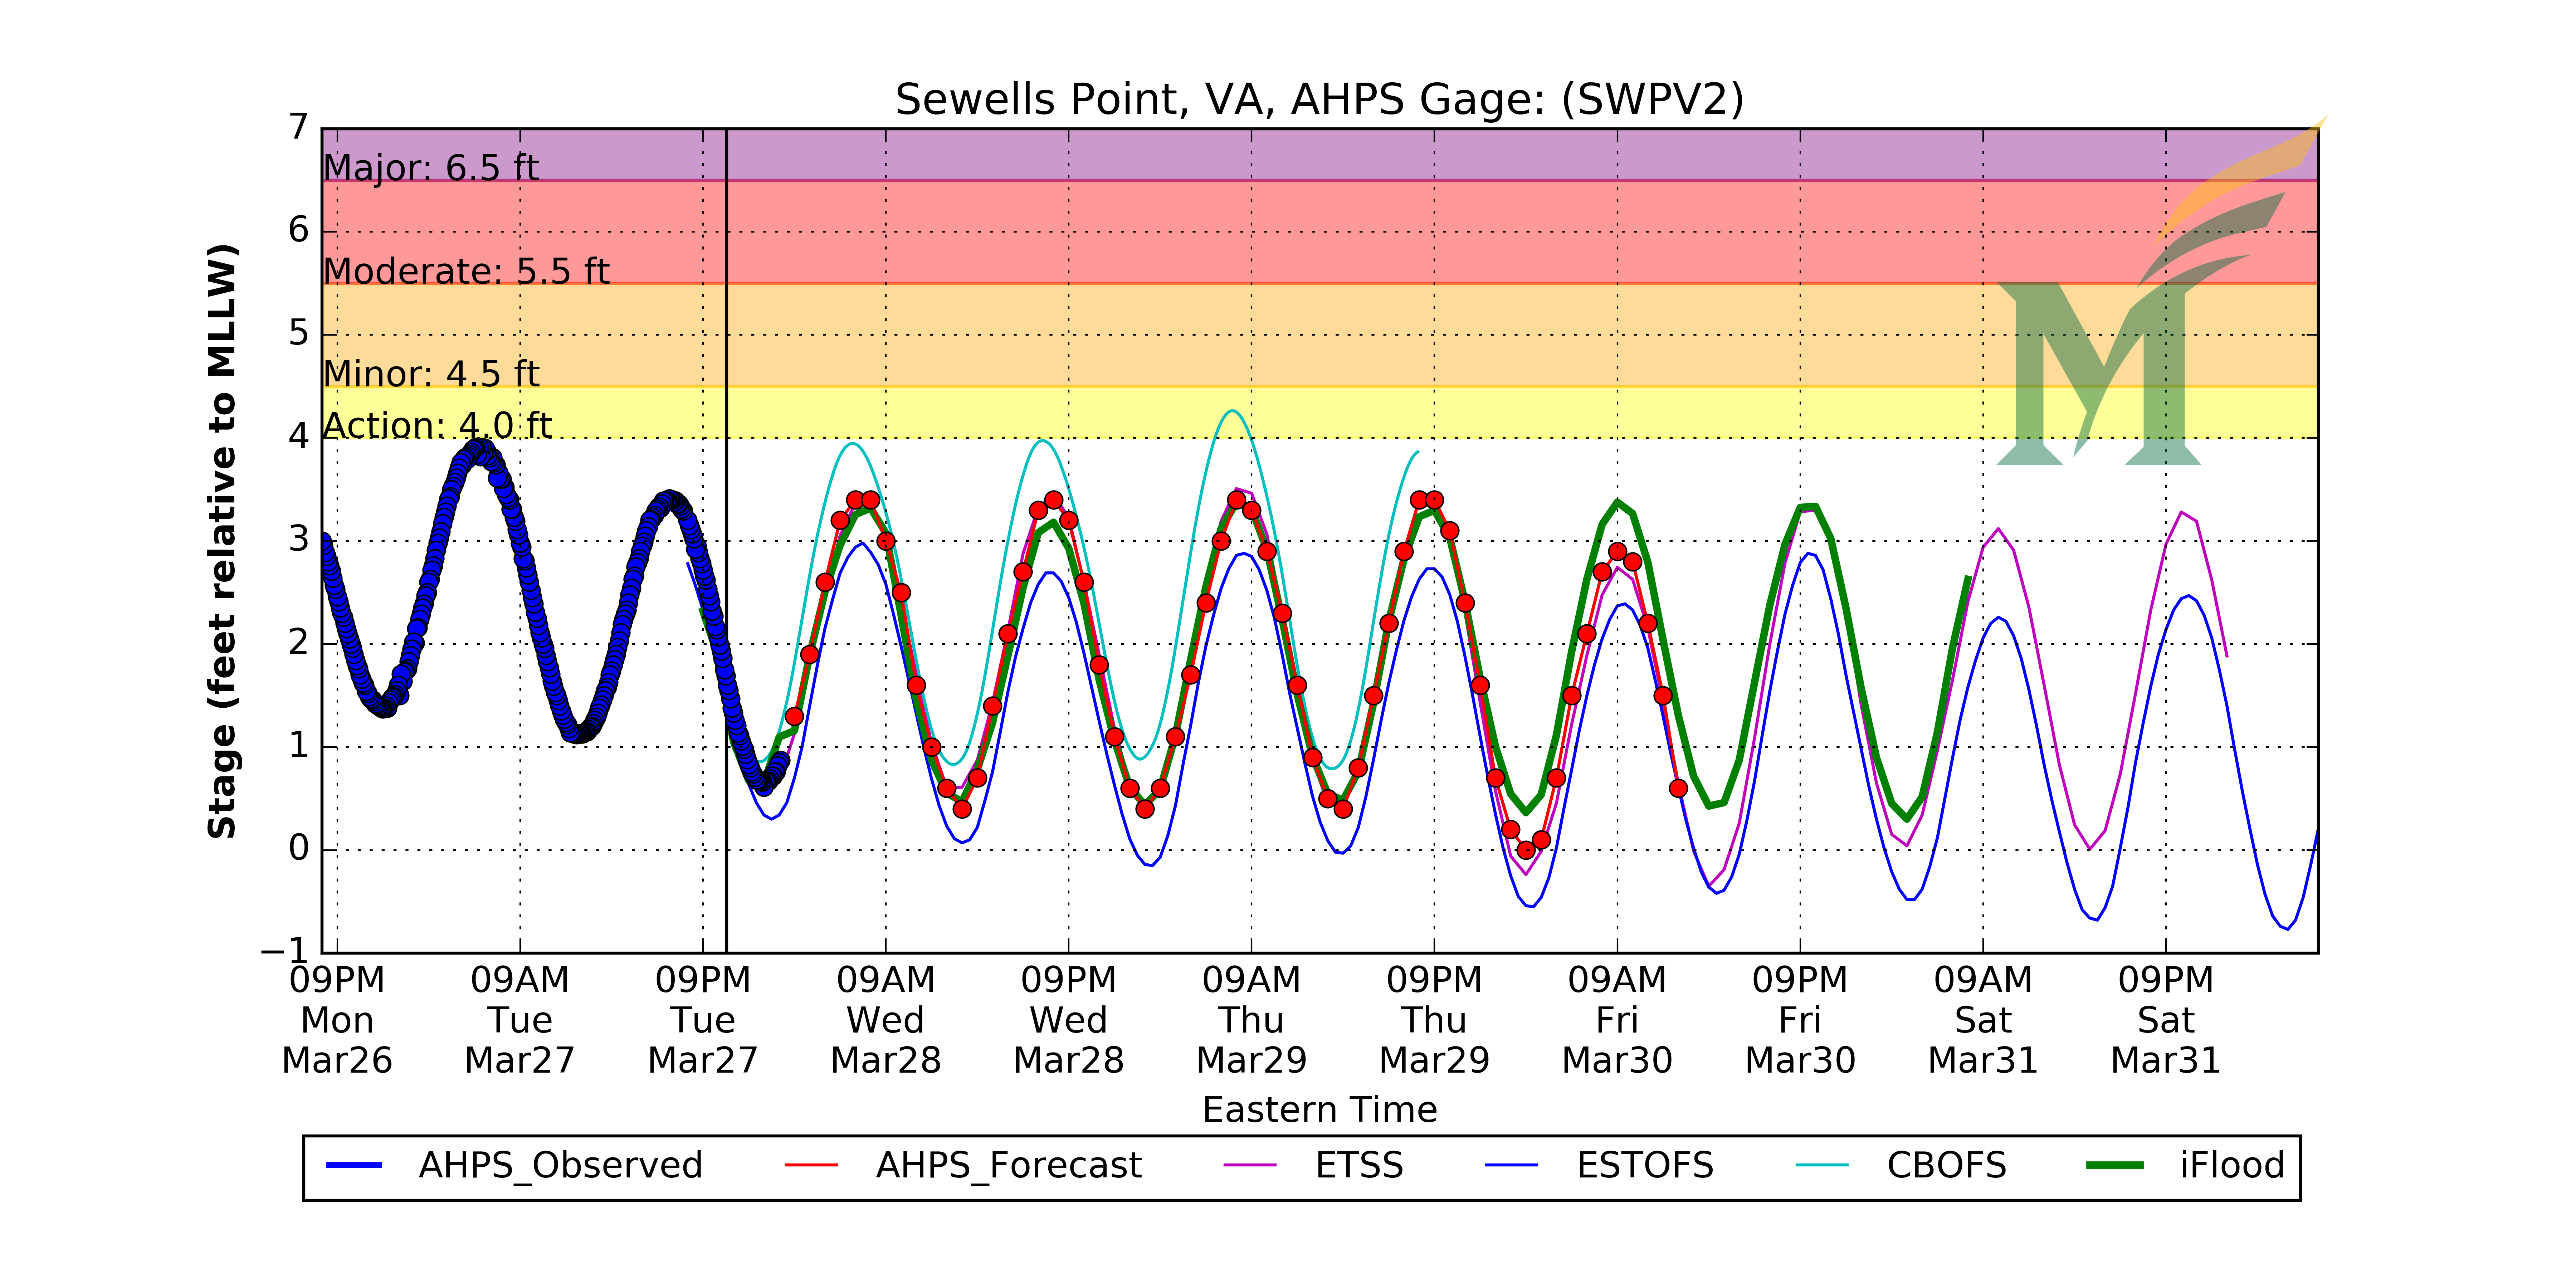 Sewells Point, VA, AHPS Gage: (SWPV2)
Stage (feet relative to MLLW)
7
6
5
4
3
2
1
0
−1
Major: 6.5 ft
Moderate: 5.5 ft
Minor: 4.5 ft
Action: 4.0 ft
M
09PM 09AM 09PM 09AM 09PM 09AM 09PM 09AM 09PM 09AM 09PM
Mon Tue Tue Wed Wed Thu Thu Fri Fri Sat Sat
Mar26 Mar27 Mar27 Mar28 Mar28 Mar29 Mar29 Mar30 Mar30 Mar31 Mar31
Eastern Time
AHPS_Observed AHPS_Forecast ETSS ESTOFS CBOFS iFlood